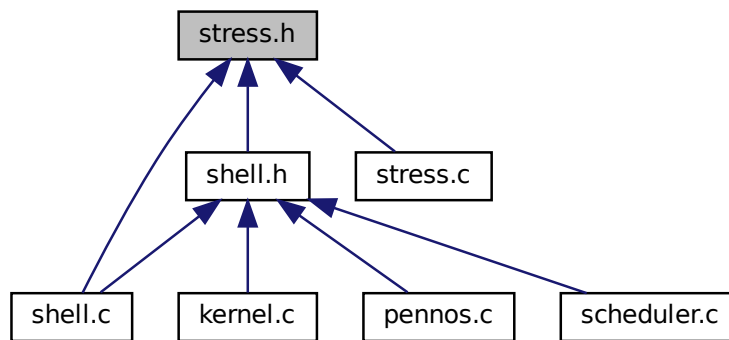 stress.h
shell.h
stress.c
shell.c
kernel.c
pennos.c
scheduler.c